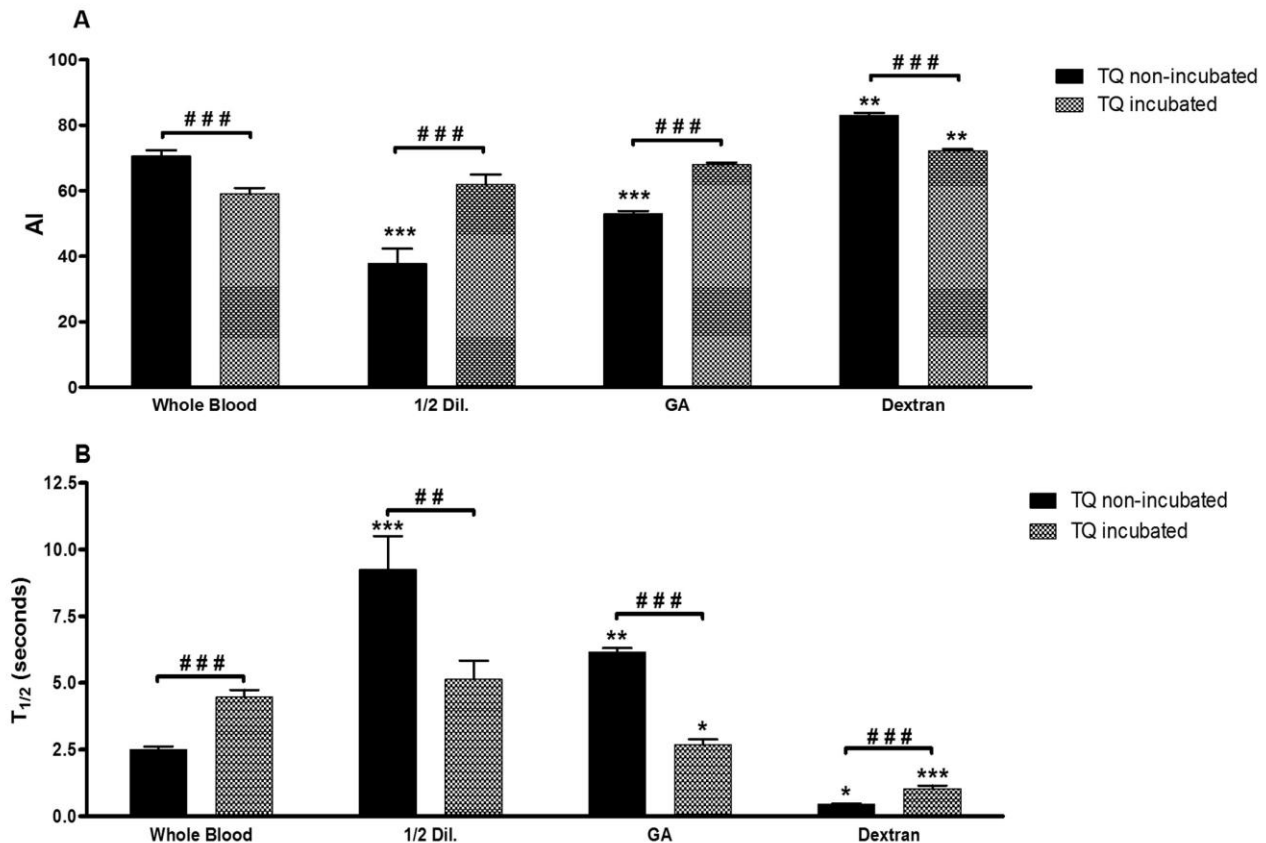 A
100
80
60
40
20
0
AI
# # #
# # #
# # #
# # #
***
***
**
**
Whole Blood
1/2 Dil.
GA
Dextran
TQ non-incubated
TQ incubated
B
12.5
10.0
7.5
5.0
2.5
0.0
T1/2 (seconds)
# # #
# #
# # #
# # #
***
**
*
*
***
Whole Blood
1/2 Dil.
GA
Dextran
TQ non-incubated
TQ incubated